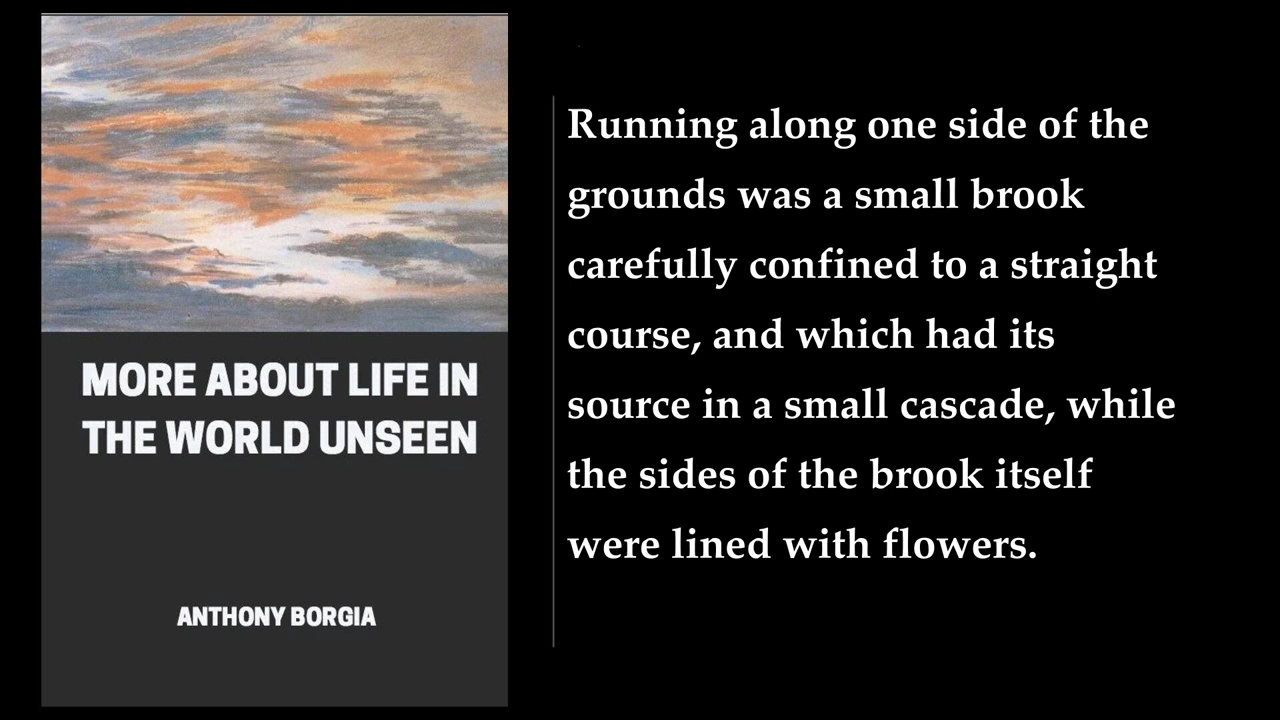 MORE ABOUT LIFE IN
THE WORLD UNSEEN
ANTHONY BORGIA
Running along one side of the
grounds was a small brook
carefully confined to a straight
course, and which had its
source in a small cascade, while
the sides of the brook itself
were lined with flowers.